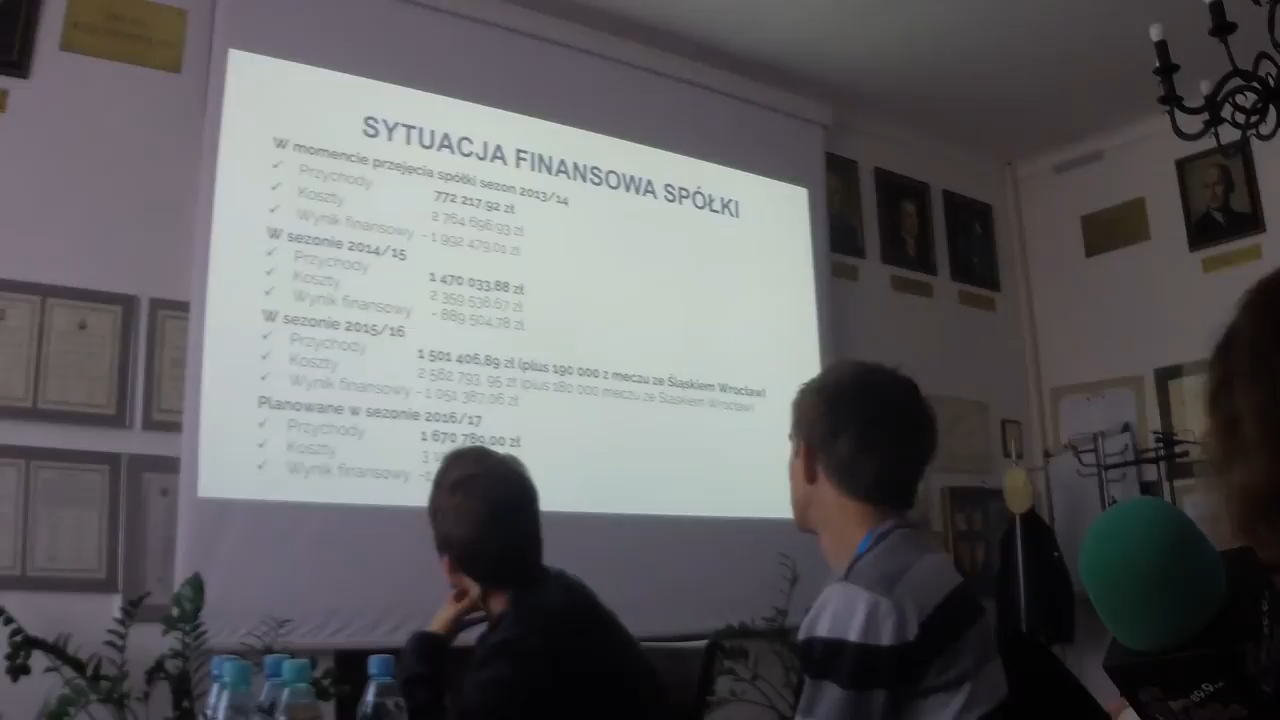 SYTUACJA FINANSOWA SPÓŁKI
W momencie przejęcia spółki sezon 2013/14
✓ Przychody 772 217,92 zł
✓ Koszty 2 764 696,93 zł
✓ Wynik finansowy - 1 992 479,01 zł
W sezonie 2014/15
✓ Przychody 1 470 033,88 zł
✓ Koszty 2 359 538,67 zł
✓ Wynik finansowy - 889 504,78 zł
W sezonie 2015/16
✓ Przychody 1 501 406,89 zł (plus 190 000 z meczu ze Śląskiem Wrocław)
✓ Koszty 2 562 793, 95 zł (plus 180 000 meczu ze Śląskiem Wrocław)
✓ Wynik finansowy - 1 051 387,06 zł
Planowane w sezonie 2016/17
✓ Przychody 1 670 780,00 zł
✓ Koszty 3
✓ Wynik finansowy
89,9